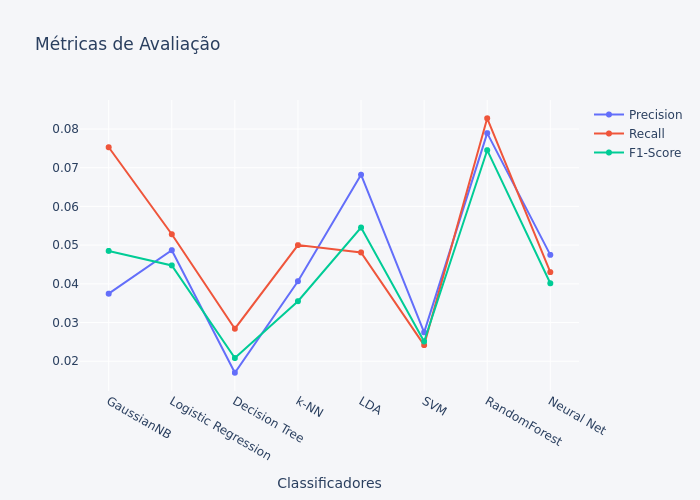 Métricas de Avaliação
Precision
Recall
F1-Score
0.08
0.07
0.06
0.05
0.04
0.03
0.02
GaussianNB
Logistic Regression
Decision Tree
k-NN
LDA
SVM
RandomForest
Neural Net
Classificadores